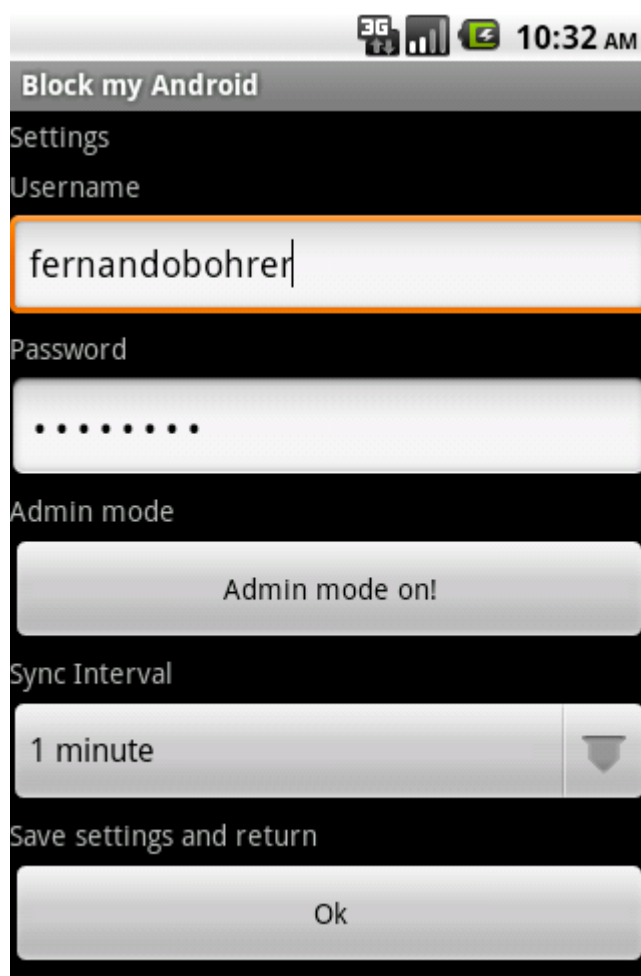 3G 10:32 AM
Block my Android
Settings
Username
fernandobohrer
Password
••••••••
Admin mode
Admin mode on!
Sync Interval
1 minute
Save settings and return
Ok